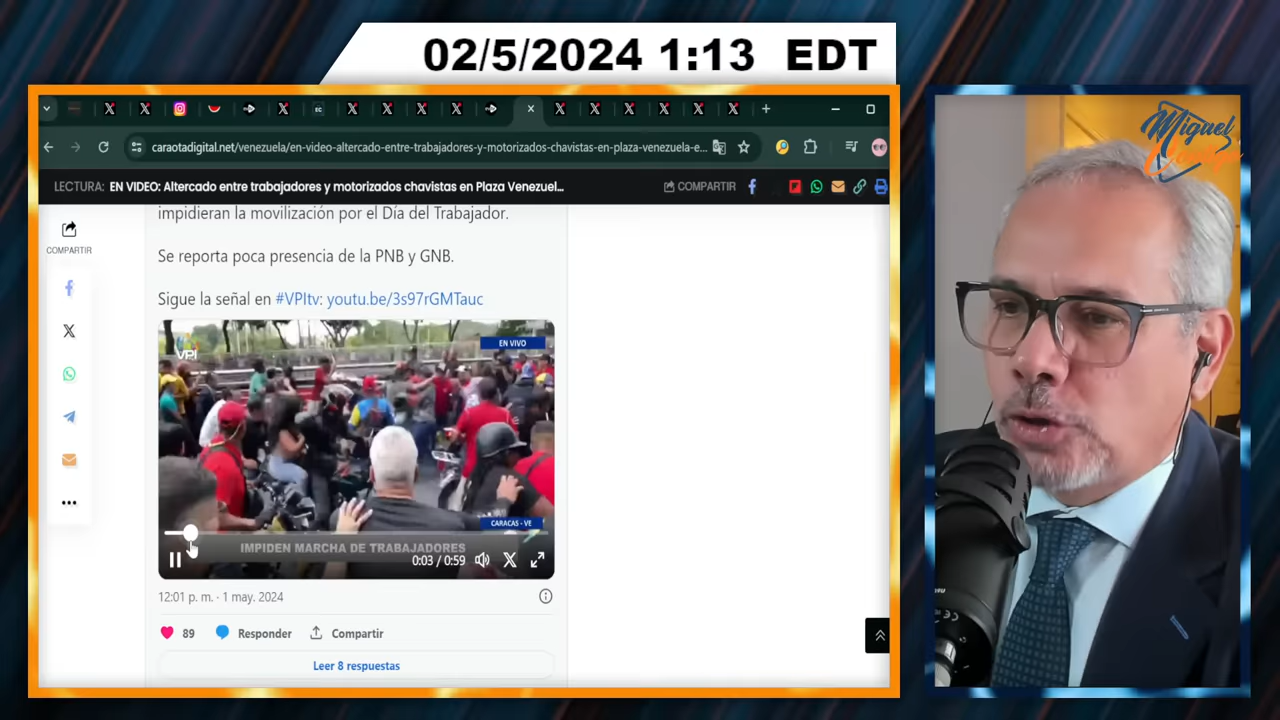 02/5/2024 1:13 EDT
Miguel
caraotadigital.net/venezuela/en-video-altercado-entre-trabajadores-y-motorizados-chavistas-en-plaza-venezuela-e...
LECTURA: EN VIDEO: Altercado entre trabajadores y motorizados chavistas en Plaza Venezuel...
COMPARTIR
impidieran la movilización por el Día del Trabajador.
COMPARTIR
Se reporta poca presencia de la PNB y GNB.
Sigue la señal en #VPItv: youtu.be/3s97rGMTauc
VPI
EN VIVO
CARACAS - VE
IMPIDEN MARCHA DE TRABAJADORES
0:03 / 0:59
12:01 p. m. · 1 may. 2024
89 Responder Compartir
Leer 8 respuestas